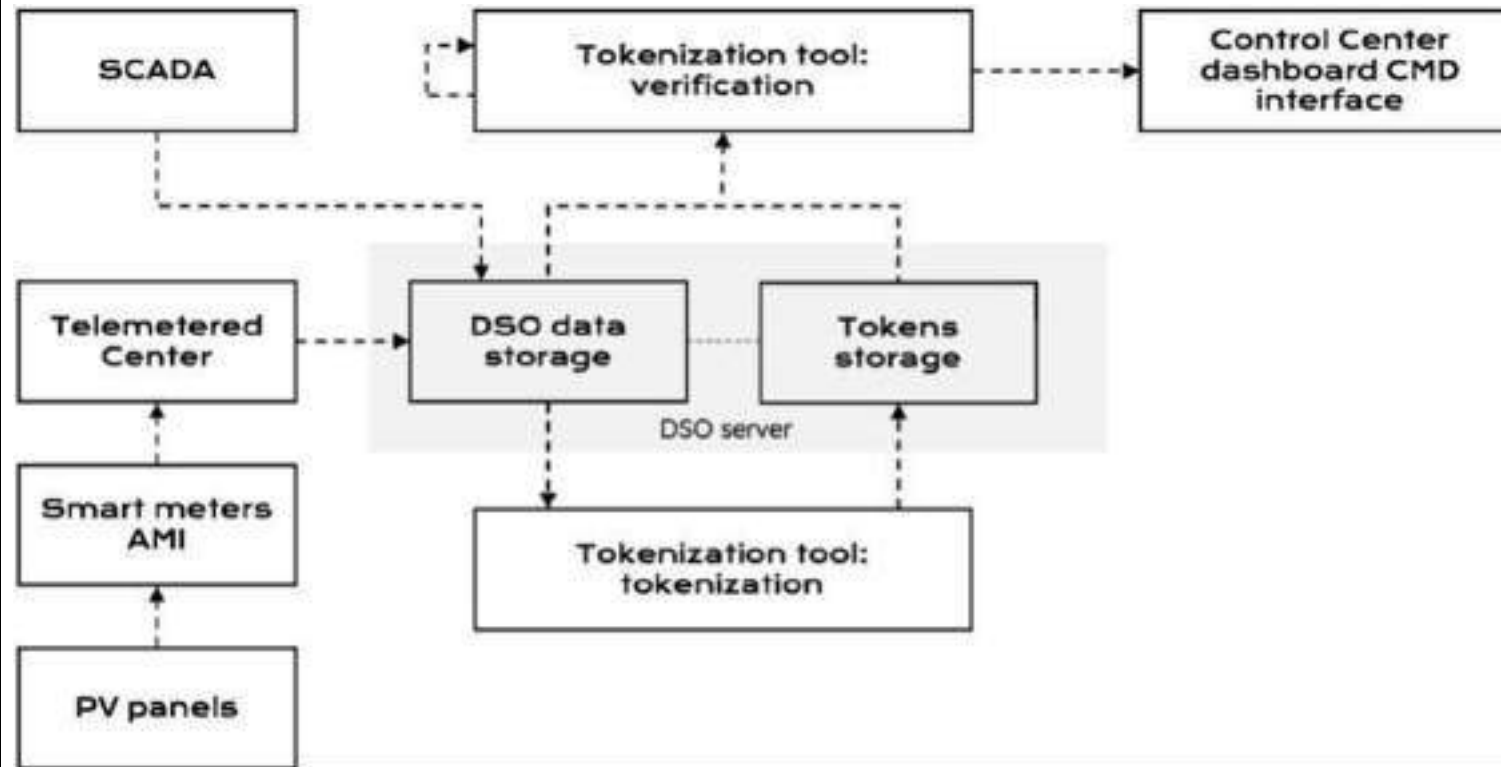 SCADA
Tokenization tool:
verification
Control Center
dashboard CMD
interface
Telemetered
Center
DSO data
storage
Tokens
storage
DSO server
Smart meters
AMI
Tokenization tool:
tokenization
PV panels